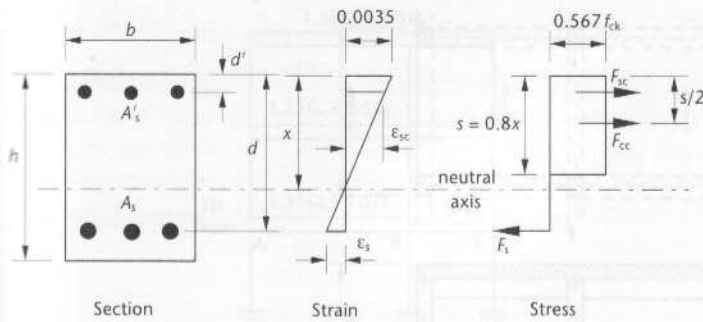 0.0035
0.567 f_ck
b
d'
h
A's
A_s
d
x
ε_sc
ε_s
neutral
axis
s = 0.8x
F_sc
F_cc
s/2
F_s
Section
Strain
Stress